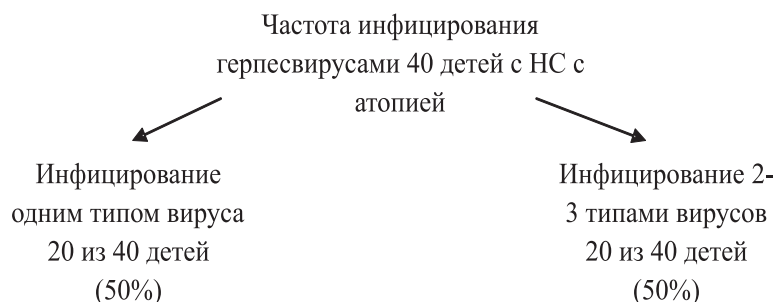 Частота инфицирования
герпесвирусами 40 детей с НС с
атопией
Инфицирование
одним типом вируса
20 из 40 детей
(50%)
Инфицирование 2-
3 типами вирусов
20 из 40 детей
(50%)